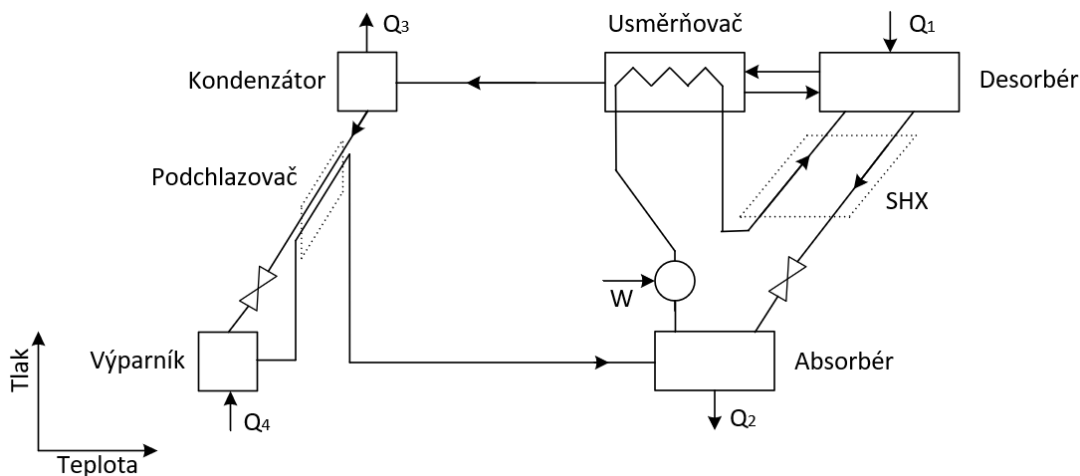 Q3
Usměrňovač
Q1
Kondenzátor
Desorbér
Podchlazovač
SHX
W
Tlak
Výparník
Absorbér
Q4
Q2
Teplota